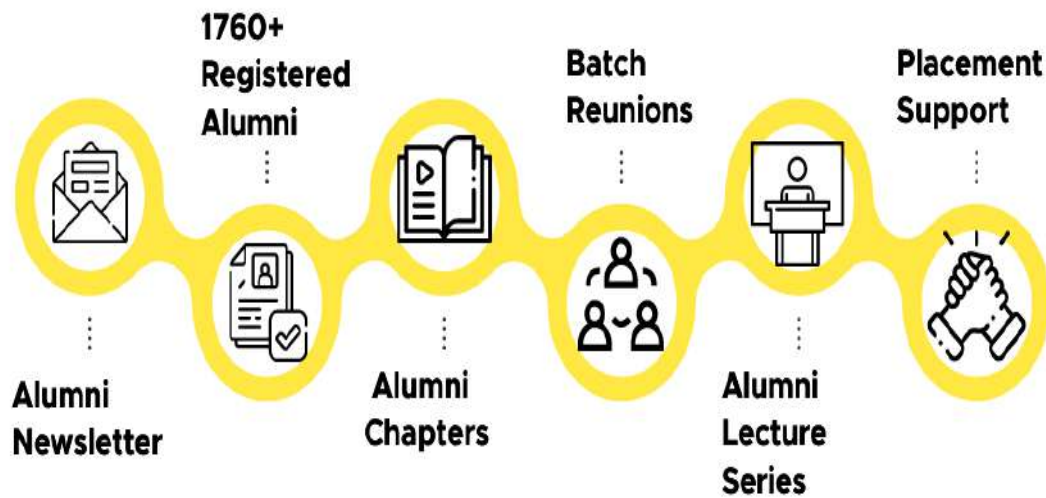 Alumni
Newsletter
1760+
Registered
Alumni
Alumni
Chapters
Batch
Reunions
Alumni
Lecture
Series
Placement
Support